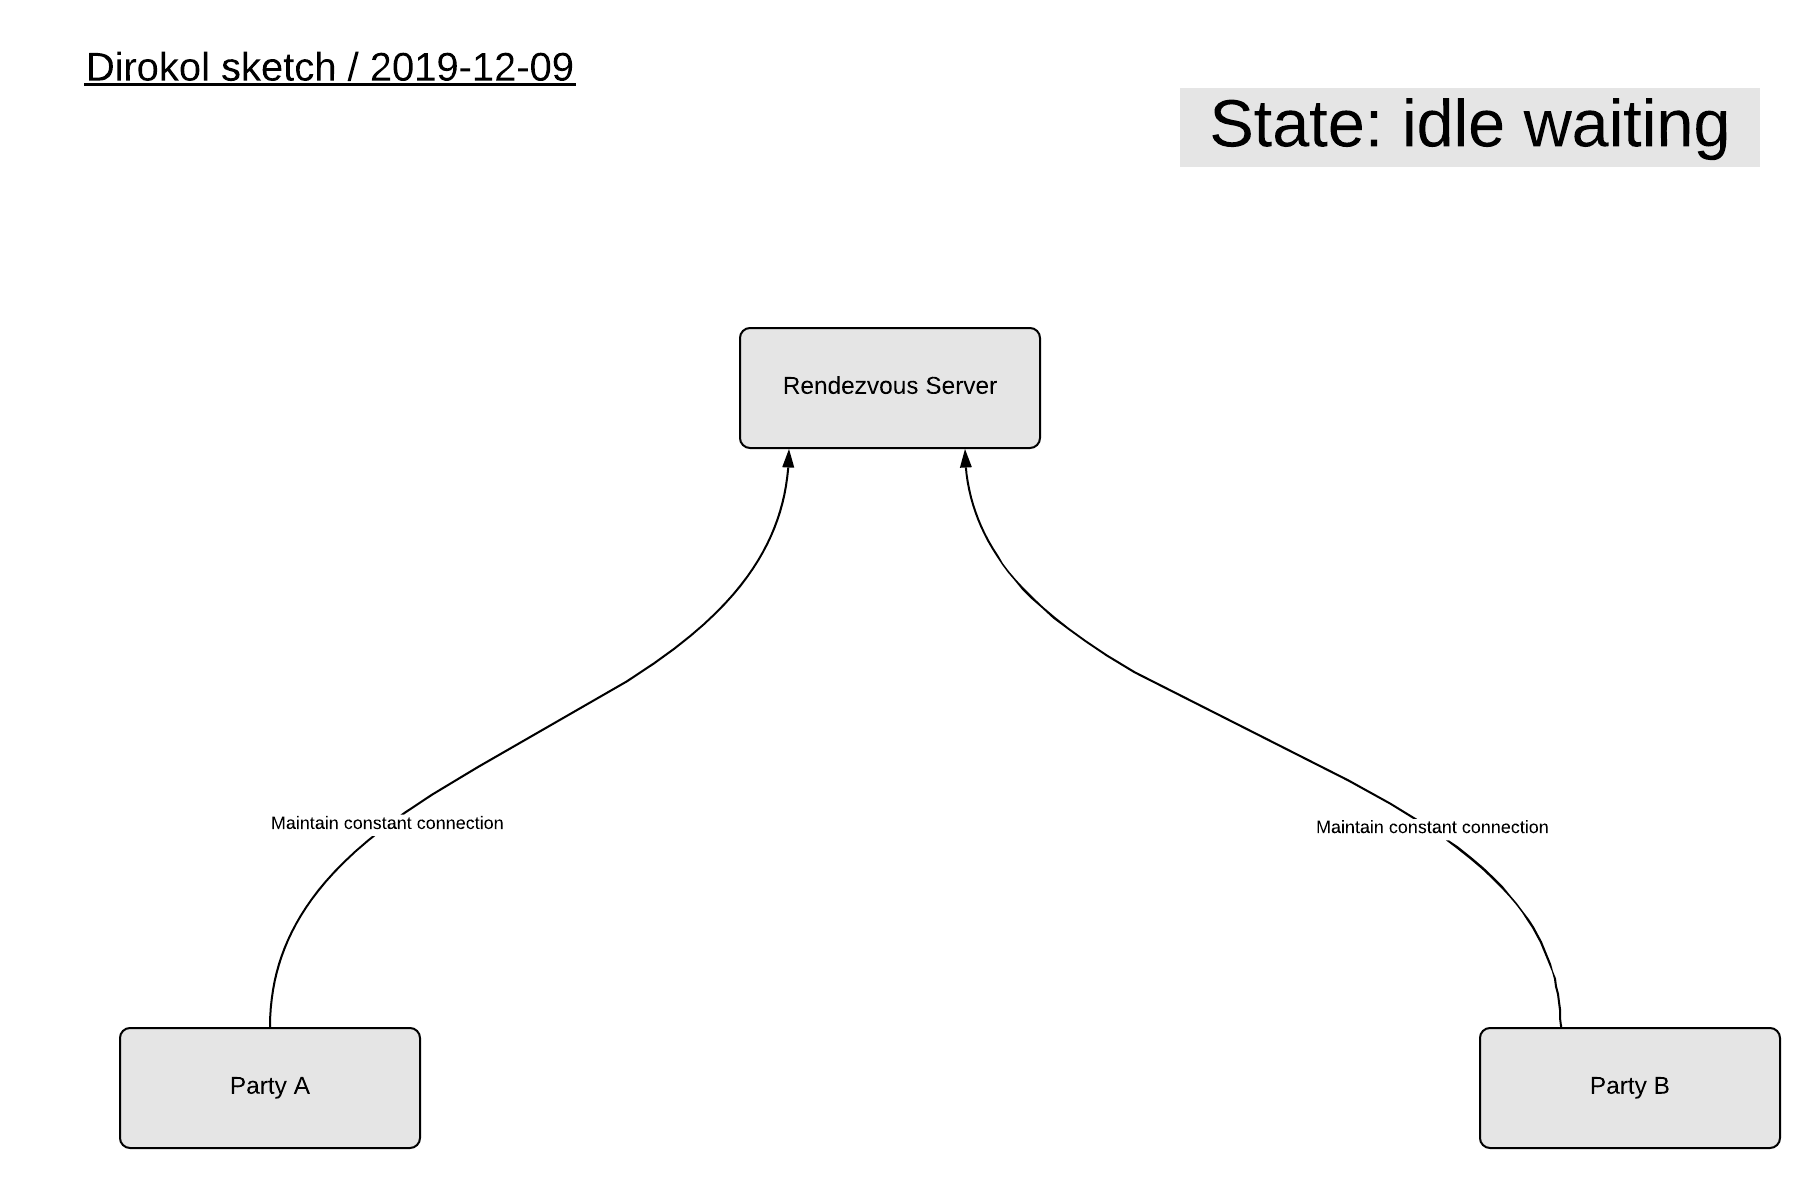 Dirokol sketch / 2019-12-09
State: idle waiting
Rendezvous Server
Maintain constant connection
Maintain constant connection
Party A
Party B